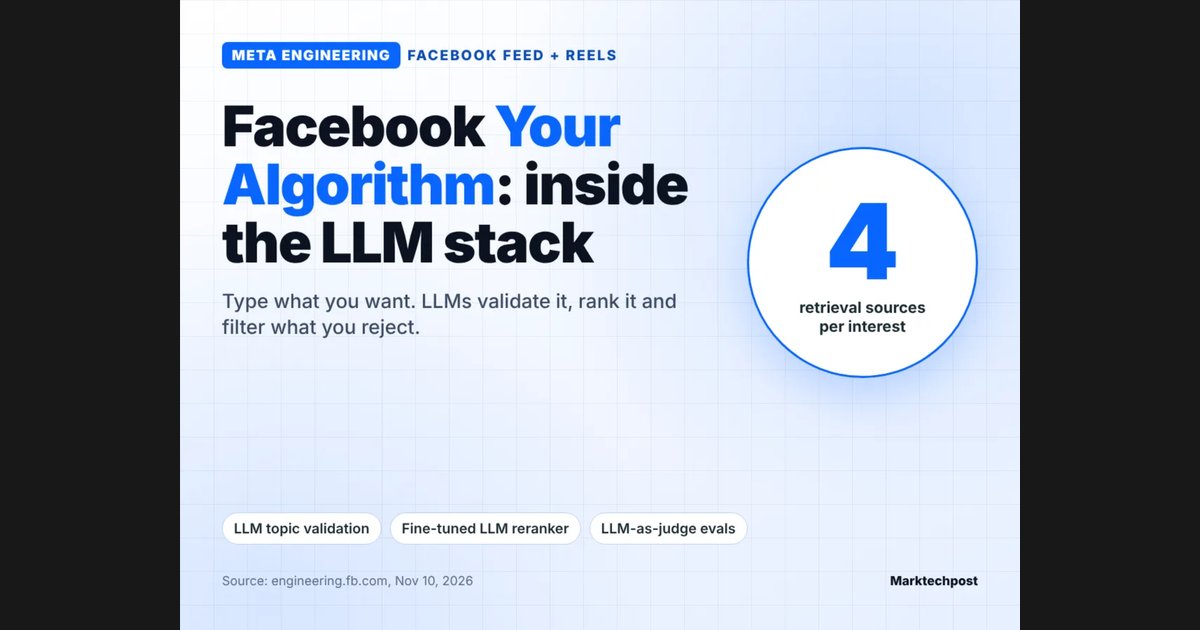 META ENGINEERING FACEBOOK FEED + REELS
Facebook Your
Algorithm: inside
the LLM stack
Type what you want. LLMs validate it, rank it and
filter what you reject.
4
retrieval sources
per interest
LLM topic validation
Fine-tuned LLM reranker
LLM-as-judge evals
Source: engineering.fb.com, Nov 10, 2026
Marktechpost